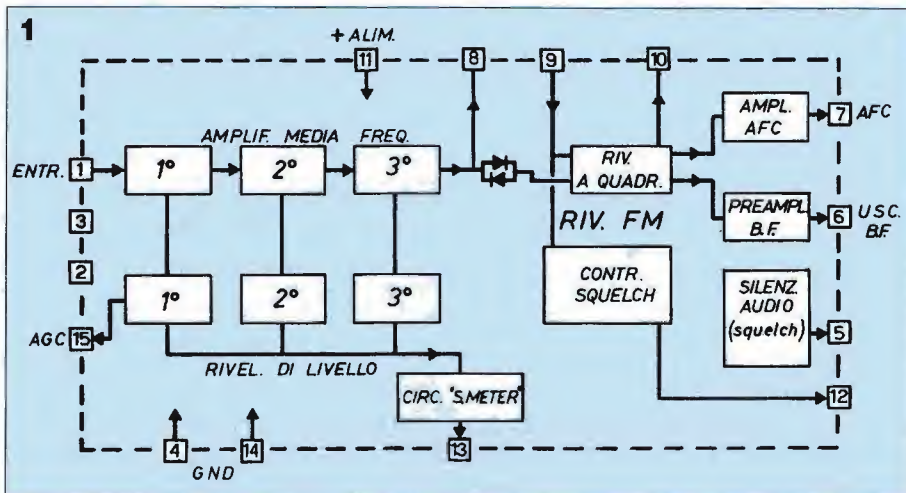 1
+ ALIM.
11
8
9
10
AMPL.
AFC
7
AFC
AMPLIF. MEDIA FREQ.
ENTR.
1
1°
2°
3°
RIV.
A QUADR.
PREAMPL
B.F.
6
USC.
B.F.
3
RIV. FM
2
1°
2°
3°
CONTR.
SQUELCH
SILENZ.
AUDIO
(squelch)
5
AGC
15
RIVEL. DI LIVELLO
CIRC. "S.METER"
12
4
14
13
GND